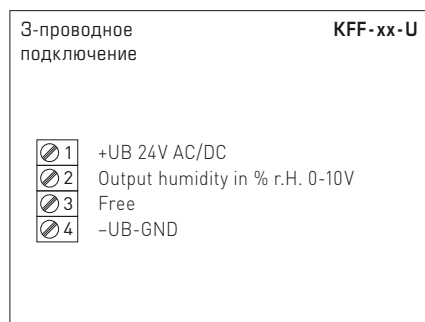 3-проводное
подключение
KFF-xx-U
1 +UB 24V AC/DC
2 Output humidity in % r.H. 0-10V
3 Free
4 –UB-GND